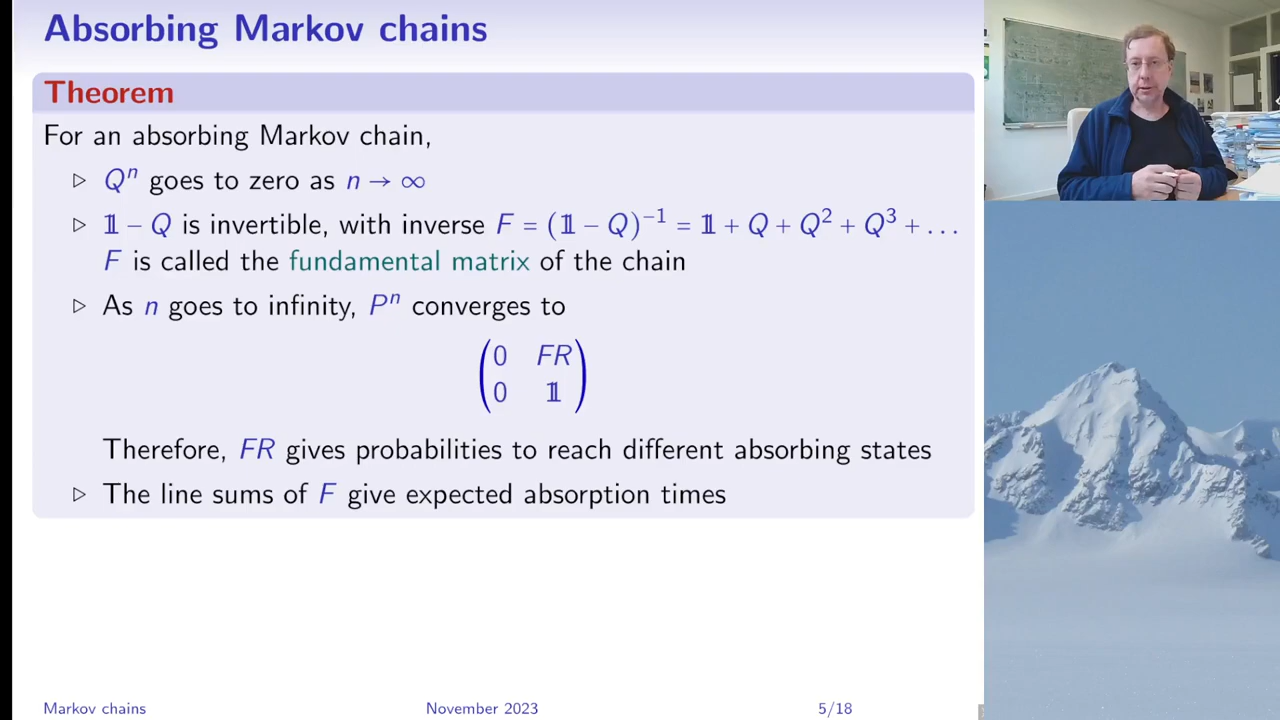 Absorbing Markov chains
Theorem
For an absorbing Markov chain,
▷ Qⁿ goes to zero as n → ∞
▷ 𝟙 − Q is invertible, with inverse F = (𝟙 − Q)⁻¹ = 𝟙 + Q + Q² + Q³ + …
F is called the fundamental matrix of the chain
▷ As n goes to infinity, Pⁿ converges to
0 FR
0 𝟙
Therefore, FR gives probabilities to reach different absorbing states
▷ The line sums of F give expected absorption times
Markov chains November 2023 5/18